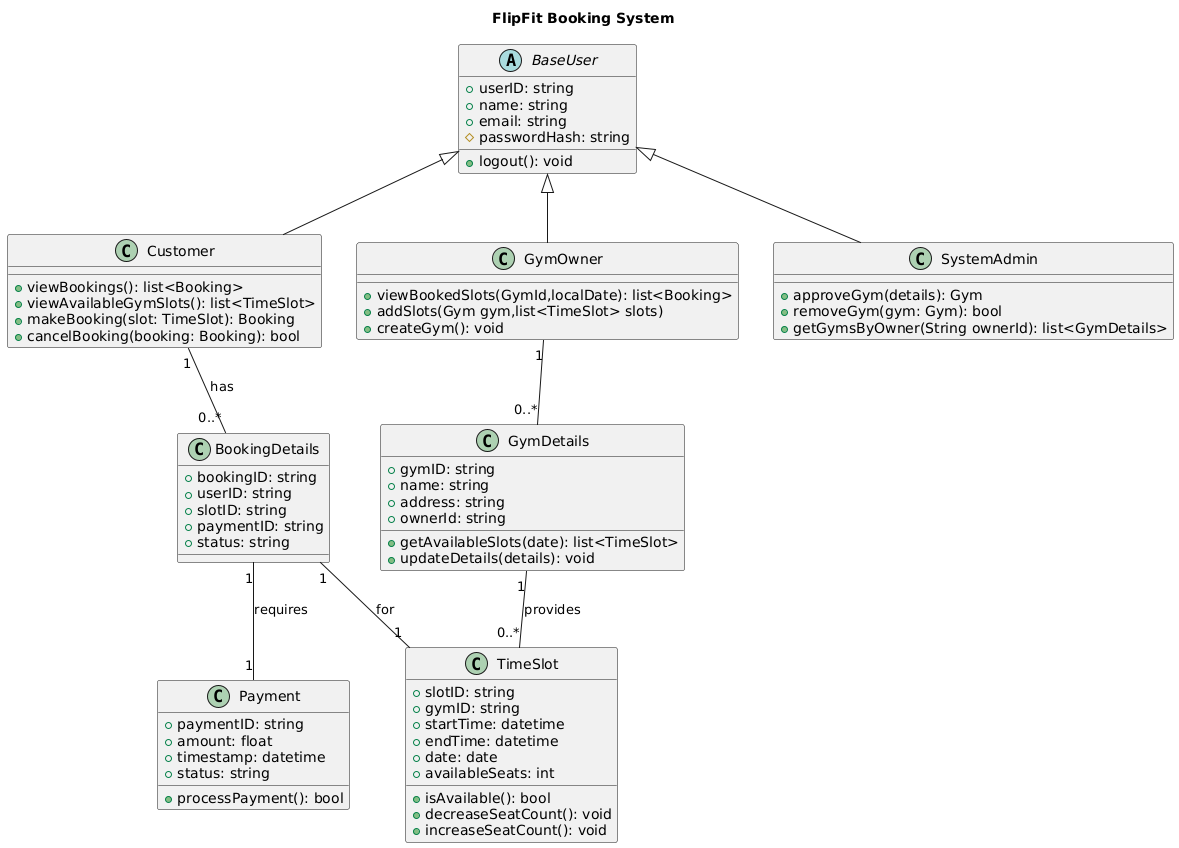 FlipFit Booking System
A BaseUser
userID: string
name: string
email: string
passwordHash: string
logout(): void
C Customer
viewBookings(): list<Booking>
viewAvailableGymSlots(): list<TimeSlot>
makeBooking(slot: TimeSlot): Booking
cancelBooking(booking: Booking): bool
C GymOwner
viewBookedSlots(GymId,localDate): list<Booking>
addSlots(Gym gym,list<TimeSlot> slots)
createGym(): void
C SystemAdmin
approveGym(details): Gym
removeGym(gym: Gym): bool
getGymsByOwner(String ownerId): list<GymDetails>
1
has
0..*
1
0..*
C BookingDetails
bookingID: string
userID: string
slotID: string
paymentID: string
status: string
C GymDetails
gymID: string
name: string
address: string
ownerId: string
getAvailableSlots(date): list<TimeSlot>
updateDetails(details): void
1
requires
1
1
for
1
1
provides
0..*
C Payment
paymentID: string
amount: float
timestamp: datetime
status: string
processPayment(): bool
C TimeSlot
slotID: string
gymID: string
startTime: datetime
endTime: datetime
date: date
availableSeats: int
isAvailable(): bool
decreaseSeatCount(): void
increaseSeatCount(): void